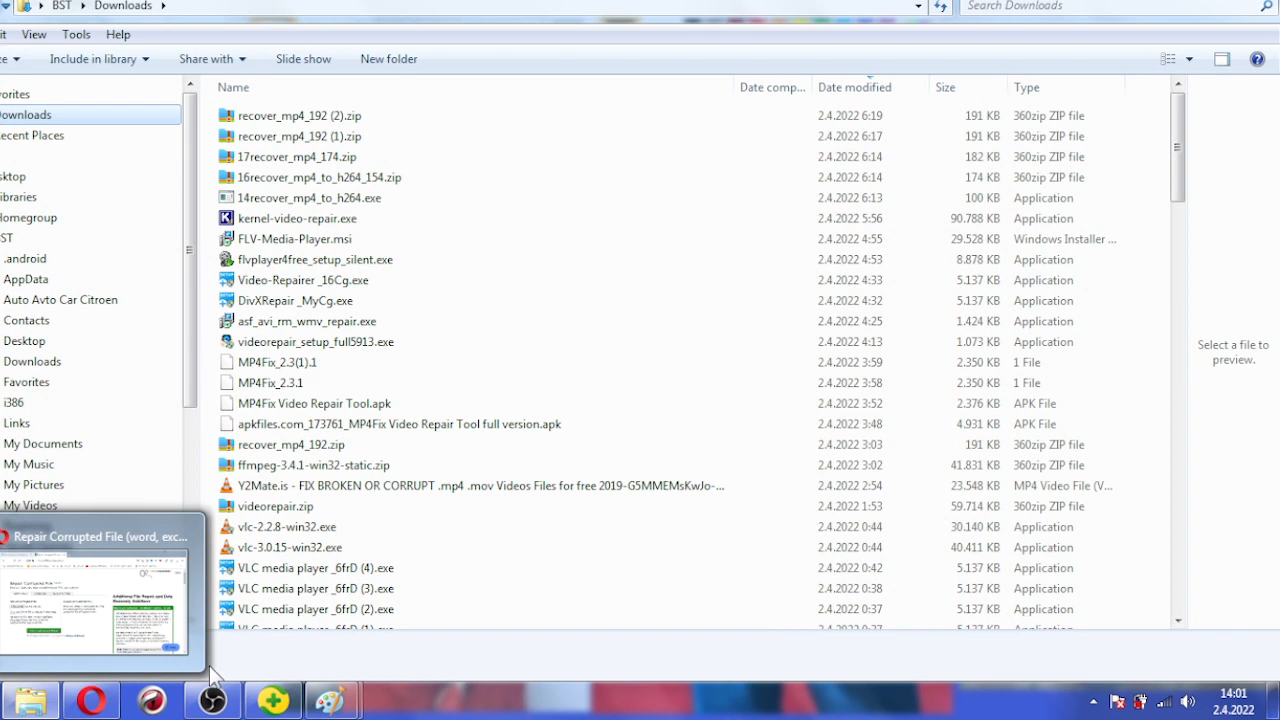 BST Downloads Search Downloads
it View Tools Help
Include in library Share with Slide show New folder
Name Date comp... Date modified Size Type
recover_mp4_192 (2).zip 2.4.2022 6:19 191 KB 360zip ZIP file
recover_mp4_192 (1).zip 2.4.2022 6:17 191 KB 360zip ZIP file
17recover_mp4_174.zip 2.4.2022 6:14 182 KB 360zip ZIP file
16recover_mp4_to_h264_154.zip 2.4.2022 6:14 174 KB 360zip ZIP file
14recover_mp4_to_h264.exe 2.4.2022 6:13 100 KB Application
kernel-video-repair.exe 2.4.2022 5:56 90.788 KB Application
FLV-Media-Player.msi 2.4.2022 4:55 29.528 KB Windows Installer ...
flvplayer4free_setup_silent.exe 2.4.2022 4:53 8.878 KB Application
Video-Repairer _16Cg.exe 2.4.2022 4:33 5.137 KB Application
DivXRepair _MyCg.exe 2.4.2022 4:32 5.137 KB Application
asf_avi_rm_wmv_repair.exe 2.4.2022 4:25 1.424 KB Application
videorepair_setup_full5913.exe 2.4.2022 4:13 1.073 KB Application
MP4Fix_2.3(1).1 2.4.2022 3:59 2.350 KB 1 File
MP4Fix_2.3.1 2.4.2022 3:58 2.350 KB 1 File
MP4Fix Video Repair Tool.apk 2.4.2022 3:52 2.376 KB APK File
apkfiles.com_173761_MP4Fix Video Repair Tool full version.apk 2.4.2022 3:48 4.931 KB APK File
recover_mp4_192.zip 2.4.2022 3:03 191 KB 360zip ZIP file
ffmpeg-3.4.1-win32-static.zip 2.4.2022 3:02 41.831 KB 360zip ZIP file
Y2Mate.is - FIX BROKEN OR CORRUPT .mp4 .mov Videos Files for free 2019-G5MMEMsKwJo-... 2.4.2022 2:54 23.548 KB MP4 Video File (V...
videorepair.zip 2.4.2022 1:53 59.714 KB 360zip ZIP file
vlc-2.2.8-win32.exe 2.4.2022 0:44 30.140 KB Application
vlc-3.0.15-win32.exe 2.4.2022 0:44 40.411 KB Application
VLC media player _6frD (4).exe 2.4.2022 0:42 5.137 KB Application
VLC media player _6frD (3).exe 2.4.2022 0:38 5.137 KB Application
VLC media player _6frD (2).exe 2.4.2022 0:37 5.137 KB Application
VLC media player _6frD (1).exe 2.4.2022 0:37 5.137 KB Application
vorites
ownloads
ecent Places
sktop
ibraries
omegroup
ST
.android
AppData
Auto Avto Car Citroen
Contacts
Desktop
Downloads
Favorites
i386
Links
My Documents
My Music
My Pictures
My Videos
Select a file to
preview.
Repair Corrupted File (word, exc...
14:01
2.4.2022